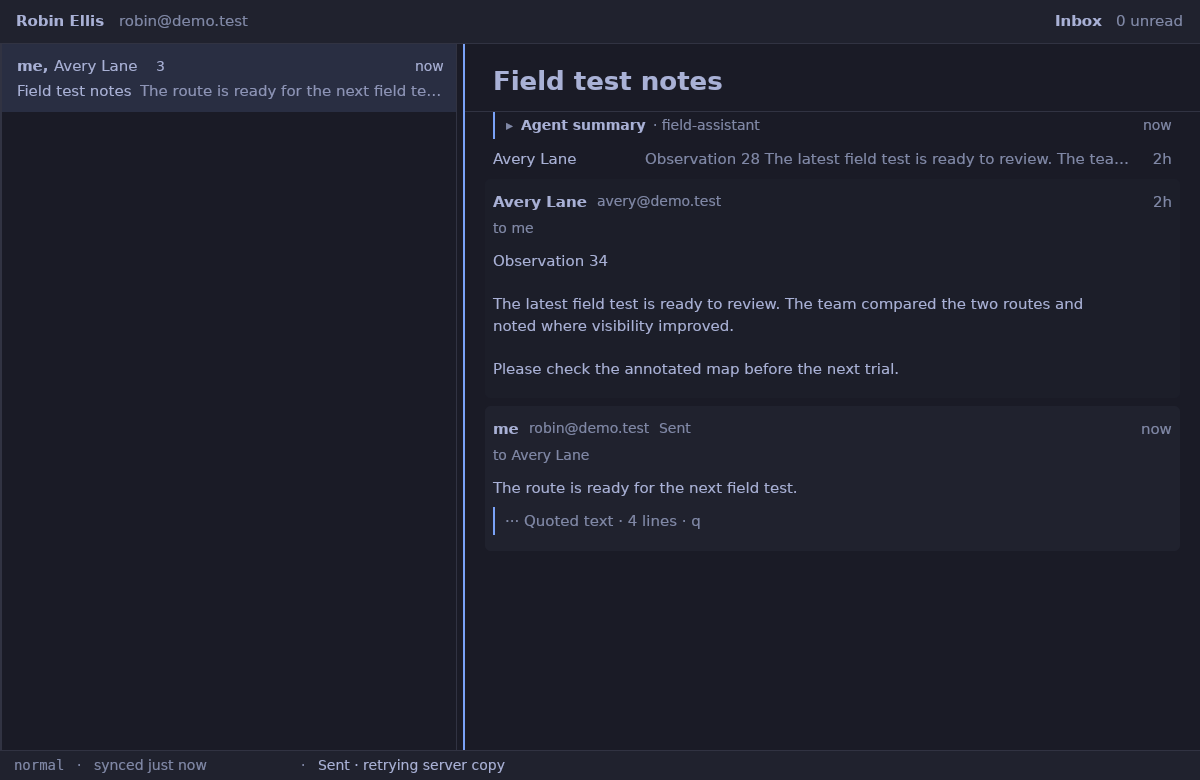 Robin Ellis robin@demo.test Inbox 0 unread
me, Avery Lane 3 now
Field test notes The route is ready for the next field te…
Field test notes
▸ Agent summary · field-assistant now
Avery Lane Observation 28 The latest field test is ready to review. The tea… 2h
Avery Lane avery@demo.test 2h
to me
Observation 34
The latest field test is ready to review. The team compared the two routes and
noted where visibility improved.
Please check the annotated map before the next trial.
me robin@demo.test Sent now
to Avery Lane
The route is ready for the next field test.
··· Quoted text · 4 lines · q
normal · synced just now · Sent · retrying server copy